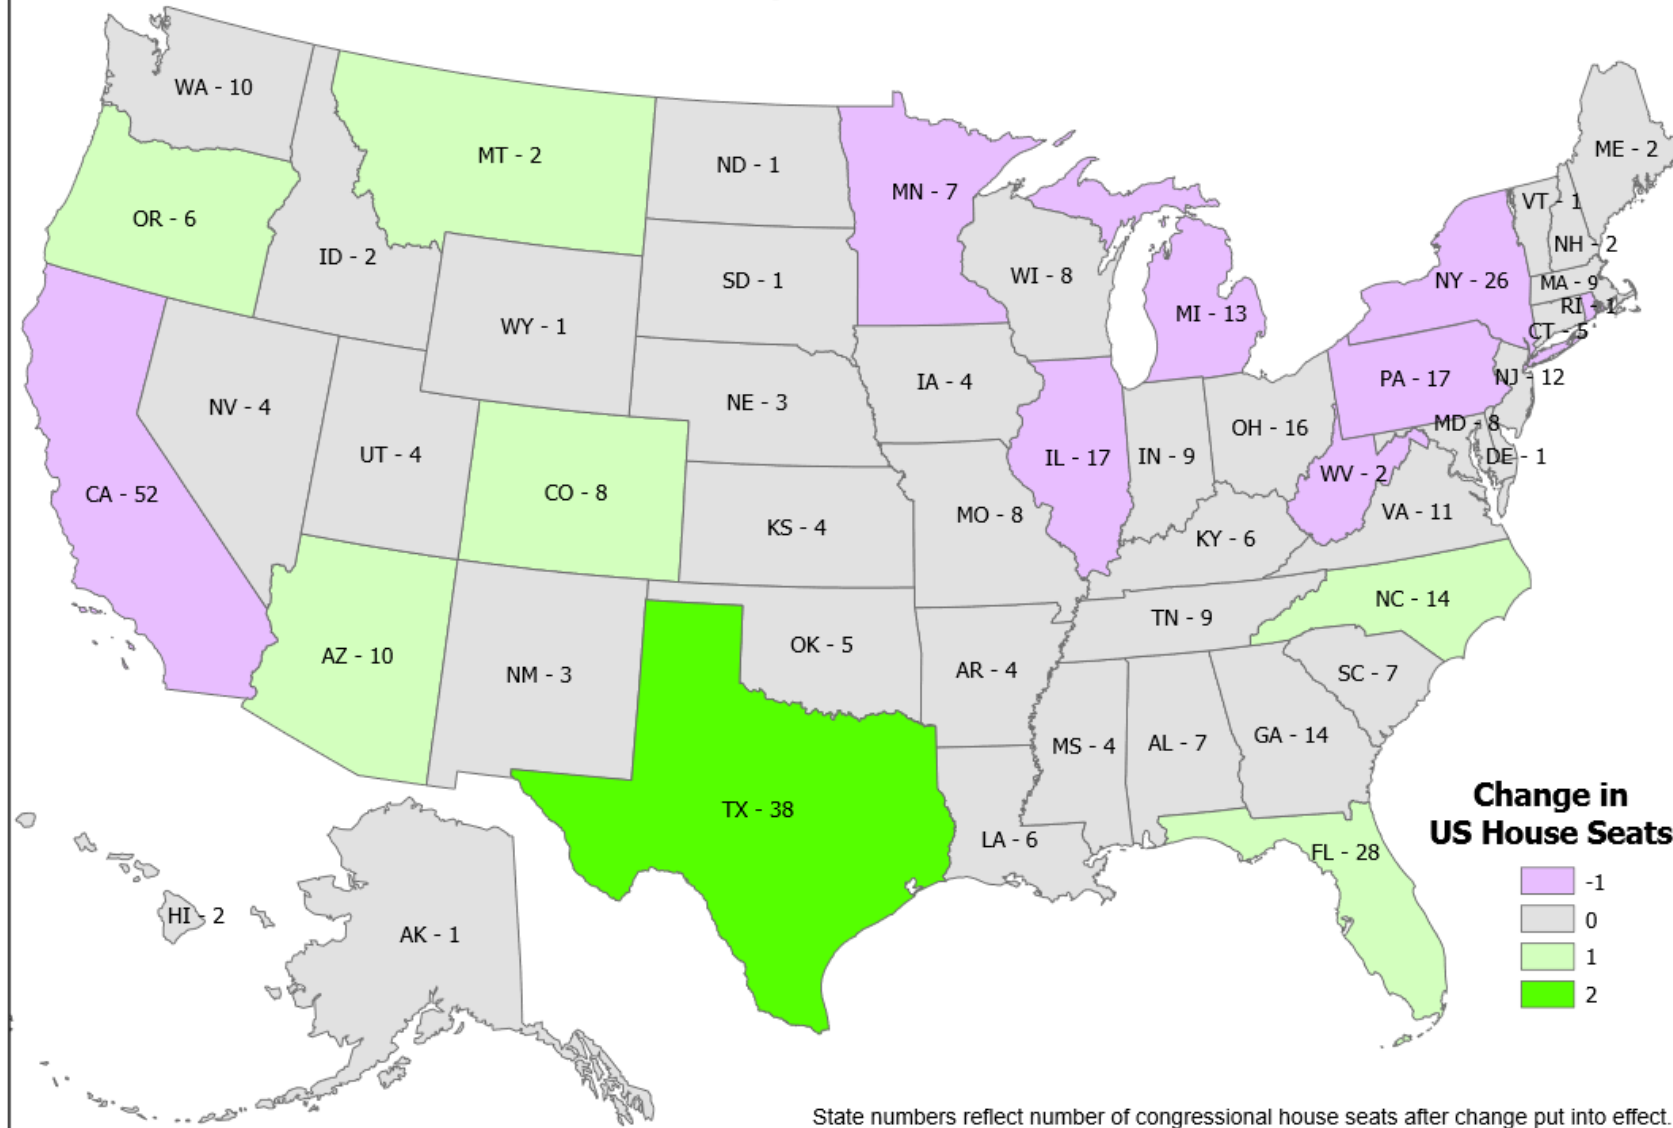 WA - 10
MT - 2
ND - 1
MN - 7
ME - 2
OR - 6
ID - 2
SD - 1
WI - 8
VT - 1
NH - 2
NY - 26
MA - 9
RI - 1
CT - 5
WY - 1
MI - 13
IA - 4
PA - 17
NJ - 12
NV - 4
NE - 3
OH - 16
MD - 8
UT - 4
IL - 17
IN - 9
DE - 1
WV - 2
CA - 52
CO - 8
KS - 4
MO - 8
VA - 11
KY - 6
NC - 14
TN - 9
AZ - 10
OK - 5
NM - 3
AR - 4
SC - 7
MS - 4
AL - 7
GA - 14
TX - 38
LA - 6
FL - 28
HI - 2
AK - 1
Change in
US House Seats
-1
0
1
2
State numbers reflect number of congressional house seats after change put into effect.